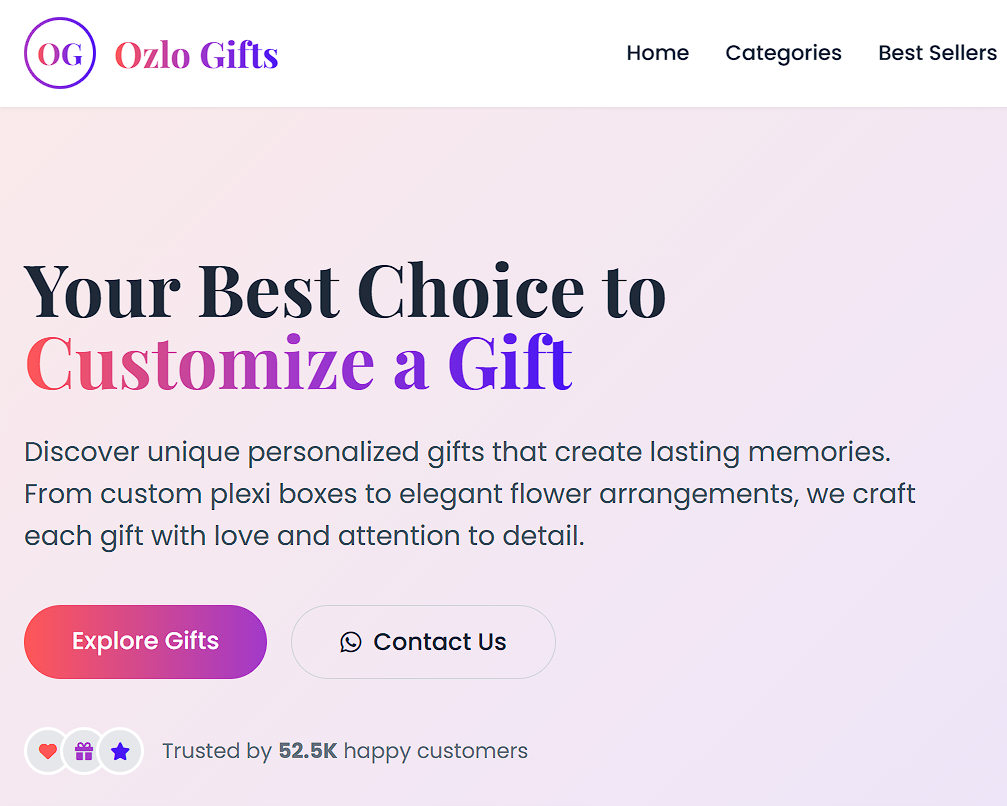 OG Ozlo Gifts Home Categories Best Sellers
Your Best Choice to
Customize a Gift
Discover unique personalized gifts that create lasting memories.
From custom plexi boxes to elegant flower arrangements, we craft
each gift with love and attention to detail.
Explore Gifts Contact Us
Trusted by 52.5K happy customers